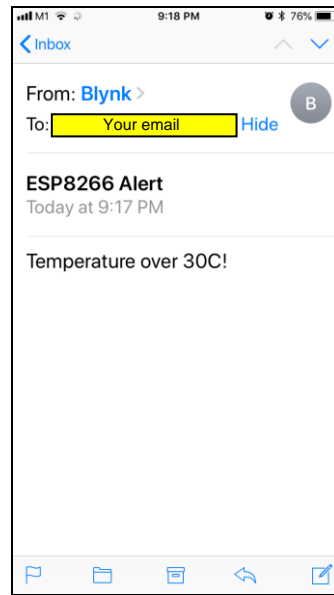 M1 9:18 PM 76%
Inbox
From: Blynk
B
To: Your email Hide
ESP8266 Alert
Today at 9:17 PM
Temperature over 30C!